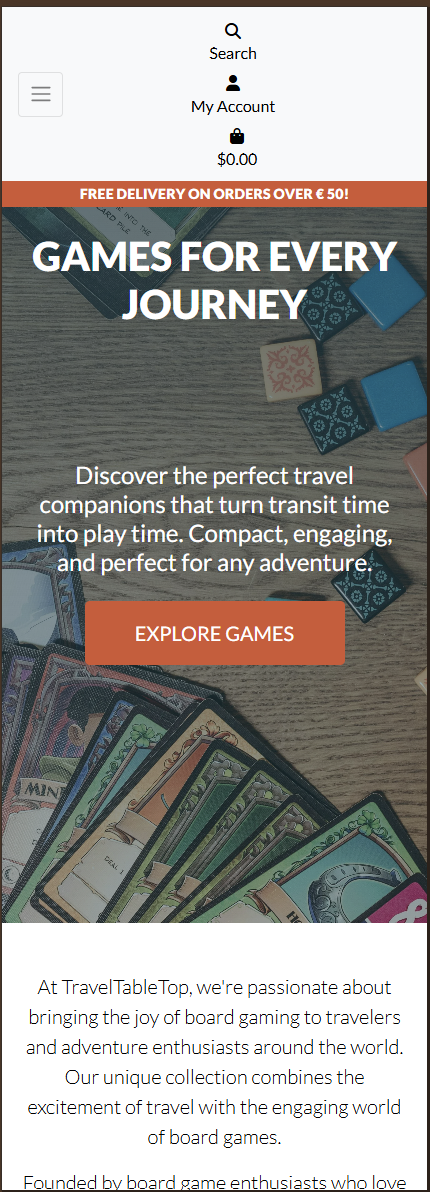 Search
My Account
$0.00
FREE DELIVERY ON ORDERS OVER € 50!
GAMES FOR EVERY
JOURNEY
Discover the perfect travel
companions that turn transit time
into play time. Compact, engaging,
and perfect for any adventure.
EXPLORE GAMES
MINE
DEAL 1
At TravelTableTop, we're passionate about
bringing the joy of board gaming to travelers
and adventure enthusiasts around the world.
Our unique collection combines the
excitement of travel with the engaging world
of board games.
Founded by board game enthusiasts who love